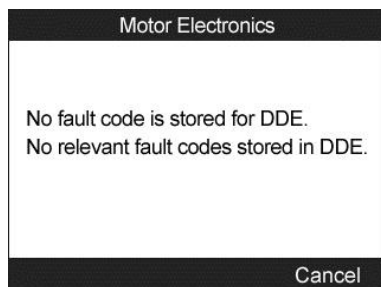 Motor Electronics
No fault code is stored for DDE.
No relevant fault codes stored in DDE.
Cancel